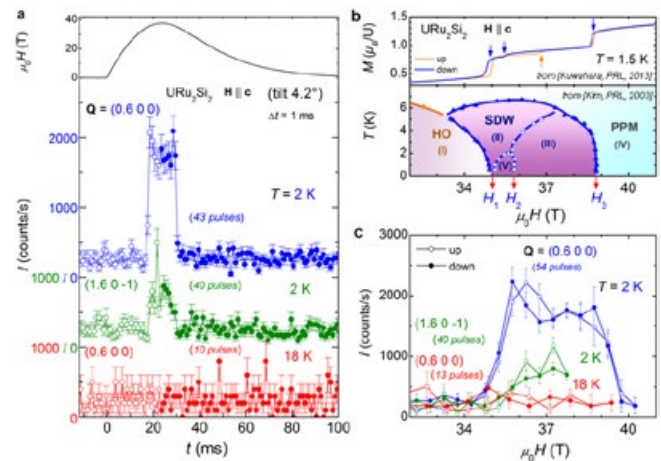 a
μ₀H (T)
40
20
0
URu₂Si₂ H || c (tilt 4.2°)
Δt = 1 ms
Q = (0.6 0 0)
2000
T = 2 K
I (counts/s)
1000
(43 pulses)
1000 / 0
(1.6 0 -1)
(40 pulses)
2 K
1000 / 0
(0.6 0 0)
(10 pulses)
18 K
0
0 20 40 60 80 100
t (ms)
b
M (μB/U)
1.5
1.0
0.5
URu₂Si₂ H || c
up
down
T = 1.5 K
from [Kuwahara, PRL, 2013]
from [Kim, PRL, 2003]
T (K)
6
4
2
0
HO
(I)
SDW
(II)
(III)
(V)
PPM
(IV)
34 37 40
H₁ H₂ H₃
μ₀H (T)
c
up
down
Q = (0.6 0 0)
(54 pulses)
T = 2K
I (counts/s)
3000
2000
1000
0
(1.6 0 -1)
(40 pulses)
2 K
(0.6 0 0)
(13 pulses)
18 K
34 37 40
μ₀H (T)